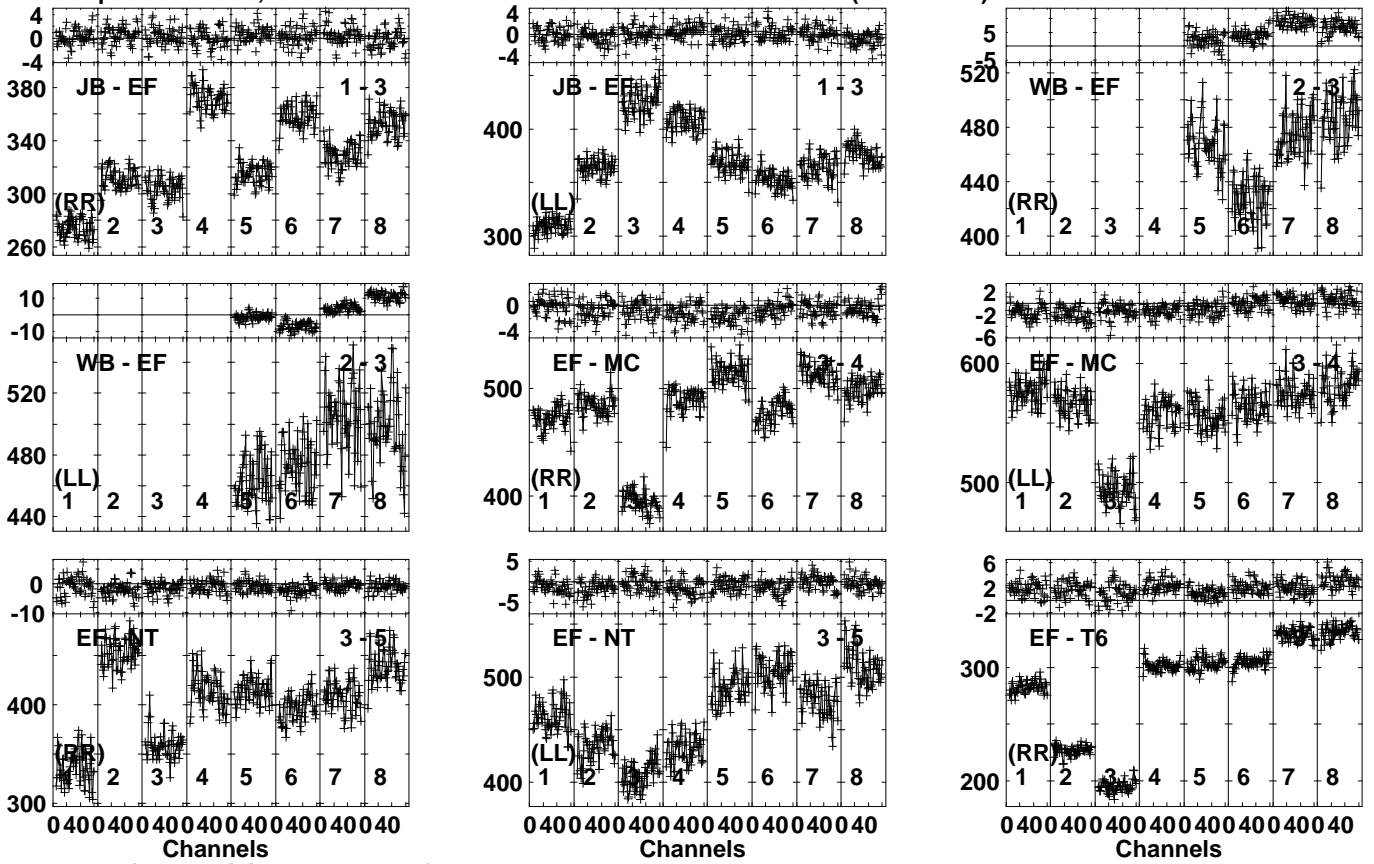 4 0 -4
380 340 300 260
JB - EF 1 - 3
(RR)
1 2 3 4 5 6 7 8
4 0 -4
400 300
JB - EF 1 - 3
(LL)
1 2 3 4 5 6 7 8
5 -5
520 480 440 400
WB - EF 2 - 3
(RR)
1 2 3 4 5 6 7 8
10 -10
520 480 440
WB - EF 2 - 3
(LL)
1 2 3 4 5 6 7 8
0 -4
500 400
EF - MC 3 - 4
(RR)
1 2 3 4 5 6 7 8
2 -2 -6
600 500
EF - MC 3 - 4
(LL)
1 2 3 4 5 6 7 8
0 -10
400 300
EF - NT 3 - 5
(RR)
1 2 3 4 5 6 7 8
0 40 0 40 0 40 0 40 0 40 0 40 0 40 0 40
Channels
5 -5
500 400
EF - NT 3 - 5
(LL)
1 2 3 4 5 6 7 8
0 40 0 40 0 40 0 40 0 40 0 40 0 40 0 40
Channels
6 2 -2
300 200
EF - T6
(RR)
1 2 3 4 5 6 7 8
0 40 0 40 0 40 0 40 0 40 0 40 0 40 0 40
Channels